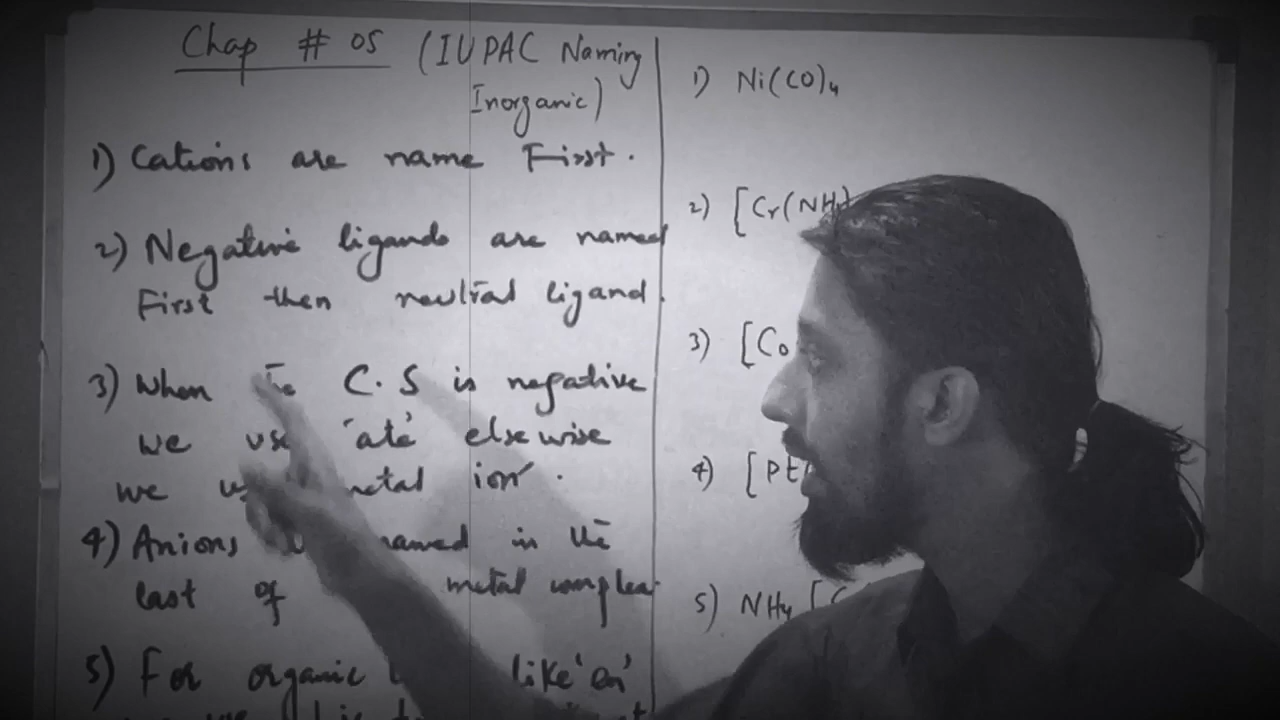 Chap # 05 (IUPAC Naming
Inorganic)
1) Cations are name First.
2) Negative ligands are named
First then neutral ligand.
3) When the C.S is negative
we use 'ate' elsewise
we metal ion.
4) Anions named in the
last of metal complex
5) For organic like 'en'
1) Ni(CO)4
2) [Cr(NH3)
3) [Co
4) [Pt
5) NH4 [C